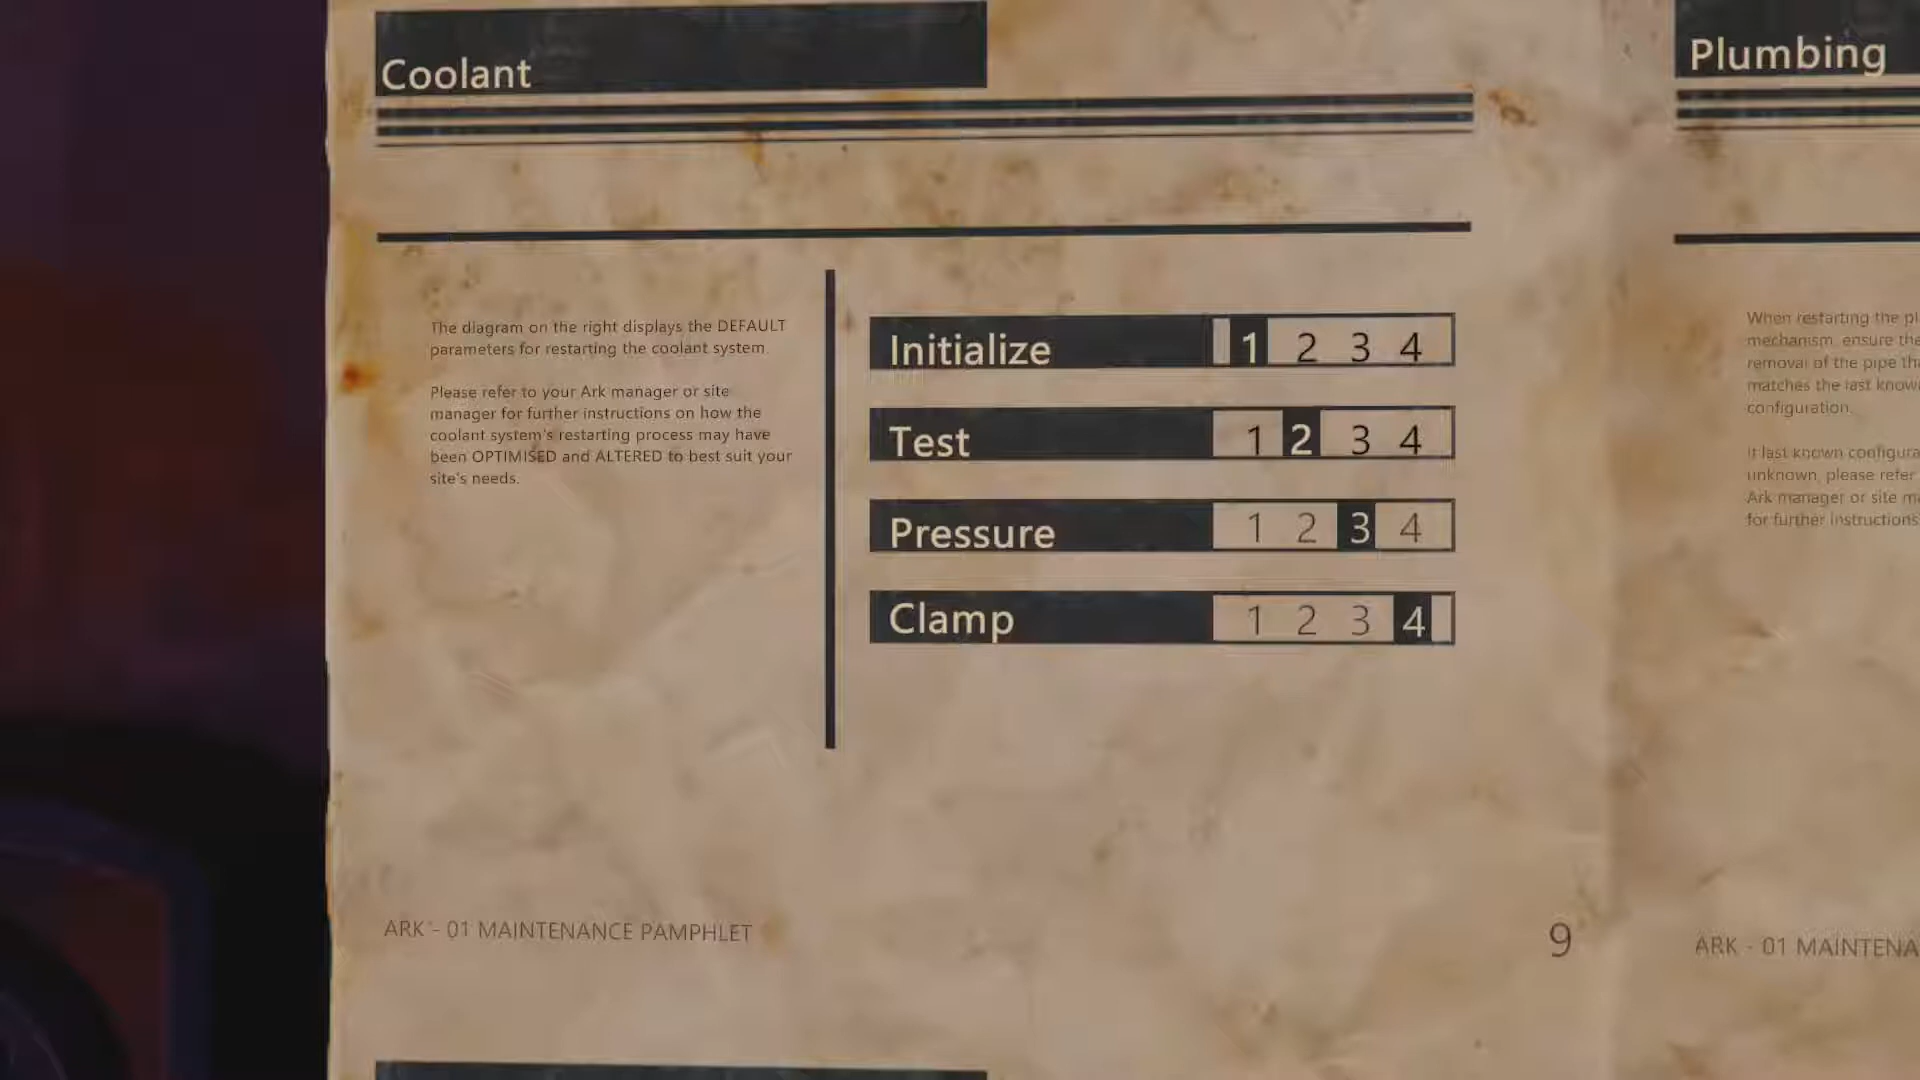 Coolant
The diagram on the right displays the DEFAULT
parameters for restarting the coolant system.
Please refer to your Ark manager or site
manager for further instructions on how the
coolant system's restarting process may have
been OPTIMISED and ALTERED to best suit your
site's needs.
Initialize 1 2 3 4
Test 1 2 3 4
Pressure 1 2 3 4
Clamp 1 2 3 4
ARK - 01 MAINTENANCE PAMPHLET
9
Plumbing
When restarting the
mechanism, ensure the
removal of the pipe
matches the last
configuration.
If last known
unknown, please refer
Ark manager or site
for further instructions
ARK - 01